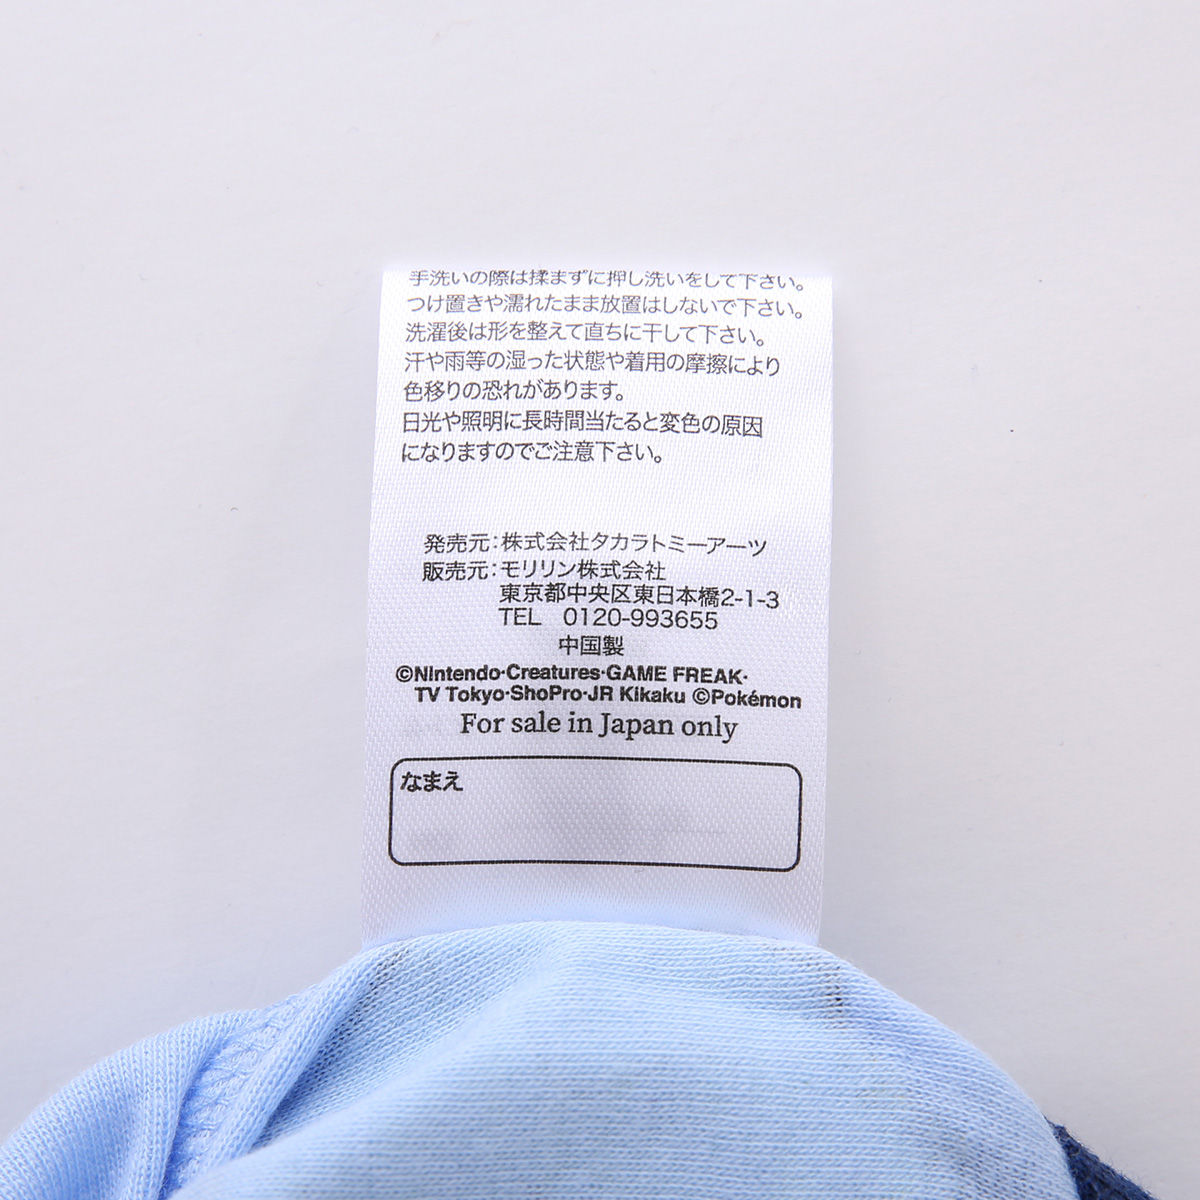 手洗いの際は揉まずに押し洗いをして下さい。
つけ置きや濡れたまま放置はしないで下さい。
洗濯後は形を整えて直ちに干して下さい。
汗や雨等の湿った状態や着用の摩擦により
色移りの恐れがあります。
日光や照明に長時間当たると変色の原因
になりますのでご注意下さい。
発売元：株式会社タカラトミーアーツ
販売元：モリリン株式会社
東京都中央区東日本橋2-1-3
TEL 0120-993655
中国製
©Nintendo·Creatures·GAME FREAK·
TV Tokyo·ShoPro·JR Kikaku ©Pokémon
For sale in Japan only
なまえ